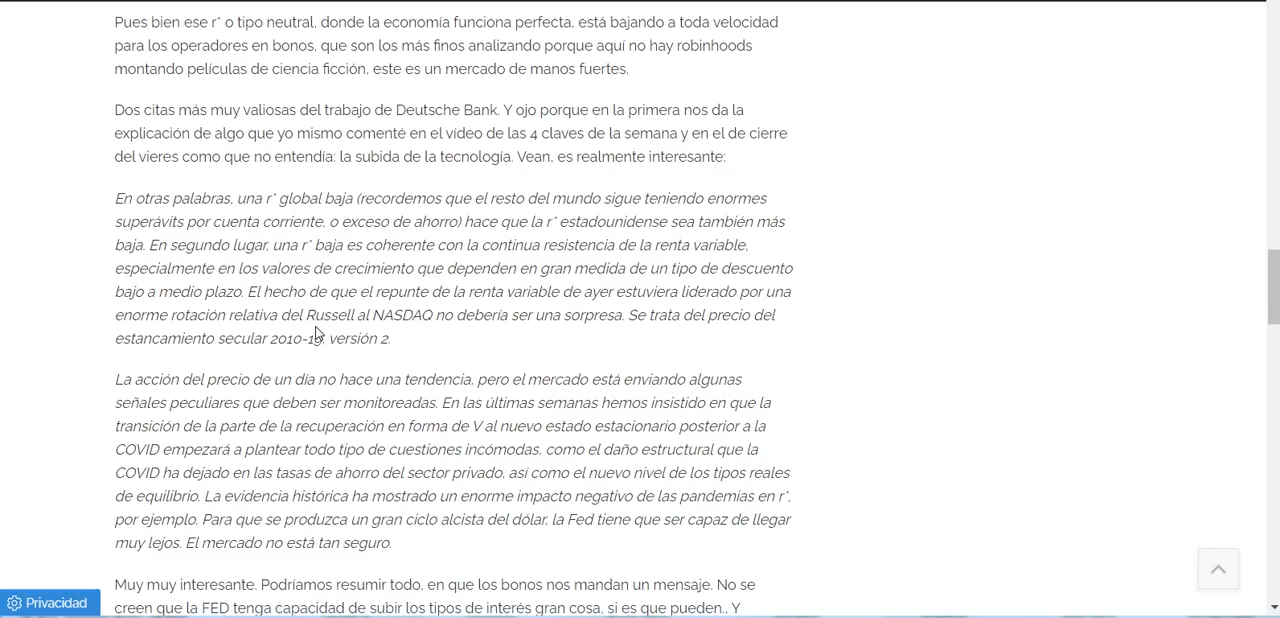 Pues bien ese r* o tipo neutral, donde la economía funciona perfecta, está bajando a toda velocidad
para los operadores en bonos, que son los más finos analizando porque aquí no hay robinhoods
montando películas de ciencia ficción, este es un mercado de manos fuertes.
Dos citas más muy valiosas del trabajo de Deutsche Bank. Y ojo porque en la primera nos da la
explicación de algo que yo mismo comenté en el vídeo de las 4 claves de la semana y en el de cierre
del vieres como que no entendía: la subida de la tecnología. Vean, es realmente interesante:
En otras palabras, una r* global baja (recordemos que el resto del mundo sigue teniendo enormes
superávits por cuenta corriente, o exceso de ahorro) hace que la r* estadounidense sea también más
baja. En segundo lugar, una r* baja es coherente con la continua resistencia de la renta variable,
especialmente en los valores de crecimiento que dependen en gran medida de un tipo de descuento
bajo a medio plazo. El hecho de que el repunte de la renta variable de ayer estuviera liderado por una
enorme rotación relativa del Russell al NASDAQ no debería ser una sorpresa. Se trata del precio del
estancamiento secular 2010-19: versión 2.
La acción del precio de un día no hace una tendencia, pero el mercado está enviando algunas
señales peculiares que deben ser monitoreadas. En las últimas semanas hemos insistido en que la
transición de la parte de la recuperación en forma de V al nuevo estado estacionario posterior a la
COVID empezará a plantear todo tipo de cuestiones incómodas, como el daño estructural que la
COVID ha dejado en las tasas de ahorro del sector privado, así como el nuevo nivel de los tipos reales
de equilibrio. La evidencia histórica ha mostrado un enorme impacto negativo de las pandemias en r*,
por ejemplo. Para que se produzca un gran ciclo alcista del dólar, la Fed tiene que ser capaz de llegar
muy lejos. El mercado no está tan seguro.
Muy muy interesante. Podríamos resumir todo, en que los bonos nos mandan un mensaje. No se
creen que la FED tenga capacidad de subir los tipos de interés gran cosa, si es que pueden., Y
Privacidad